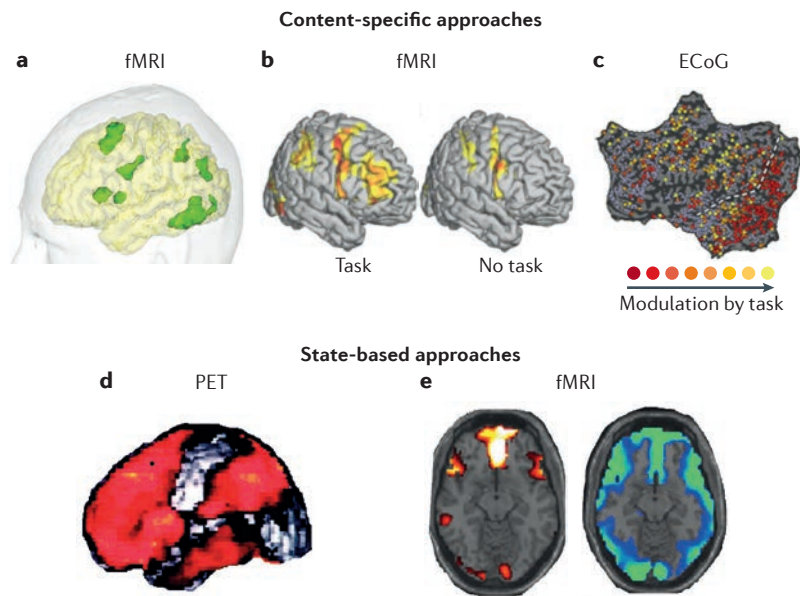 Content-specific approaches
a fMRI
b fMRI
c ECoG
Task
No task
Modulation by task
State-based approaches
d PET
e fMRI